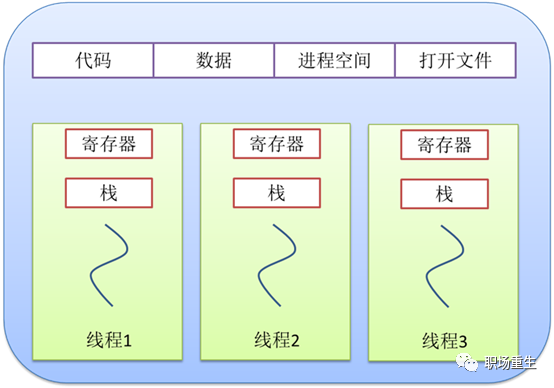 代码 数据 进程空间 打开文件
寄存器 寄存器 寄存器
栈 栈 栈
线程1 线程2 线程3
职场重生